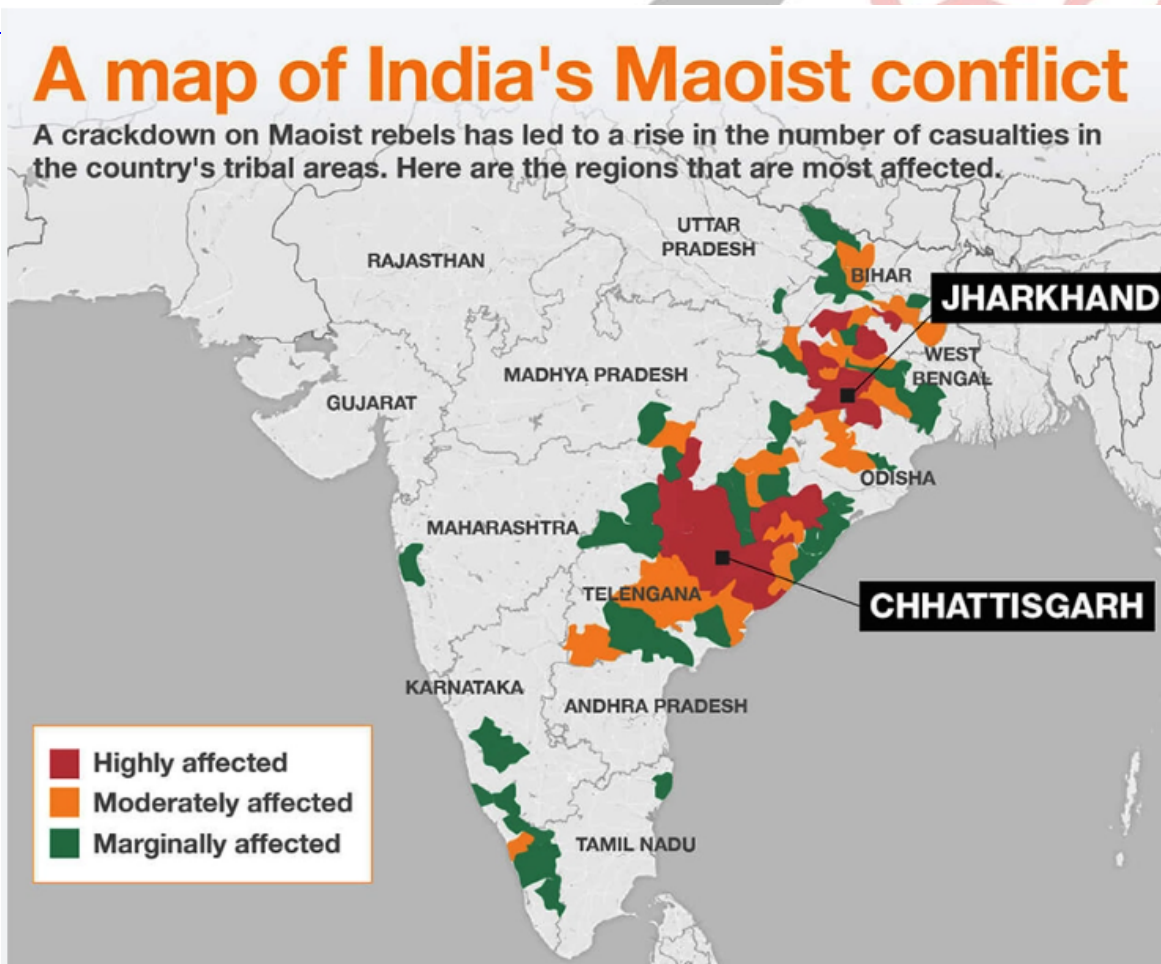 A map of India's Maoist conflict
A crackdown on Maoist rebels has led to a rise in the number of casualties in
the country's tribal areas. Here are the regions that are most affected.
UTTAR
PRADESH
RAJASTHAN
BIHAR
JHARKHAND
WEST
BENGAL
MADHYA PRADESH
GUJARAT
ODISHA
MAHARASHTRA
TELENGANA
CHHATTISGARH
KARNATAKA
ANDHRA PRADESH
Highly affected
Moderately affected
Marginally affected
TAMIL NADU